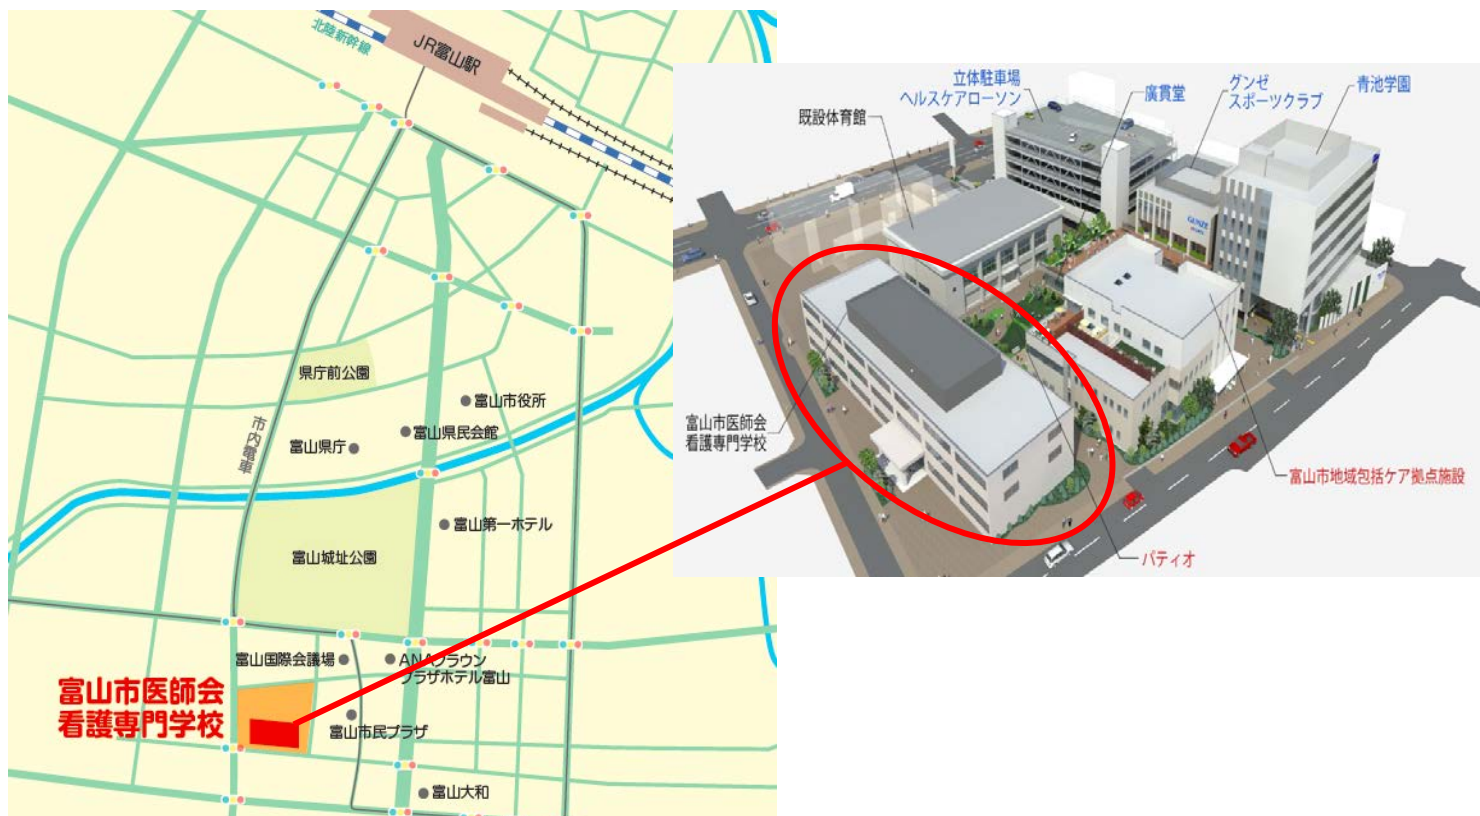 北陸新幹線
JR富山駅
県庁前公園
富山市役所
富山県民会館
富山県庁
市内電車
富山第一ホテル
富山城址公園
富山国際会議場
ANAクラウン
プラザホテル富山
富山市医師会
看護専門学校
富山市民プラザ
富山大和
立体駐車場
ヘルスケアローソン
廣貫堂
グンゼ
スポーツクラブ
青池学園
既設体育館
GUNZE
富山市医師会
看護専門学校
富山市地域包括ケア拠点施設
パティオ